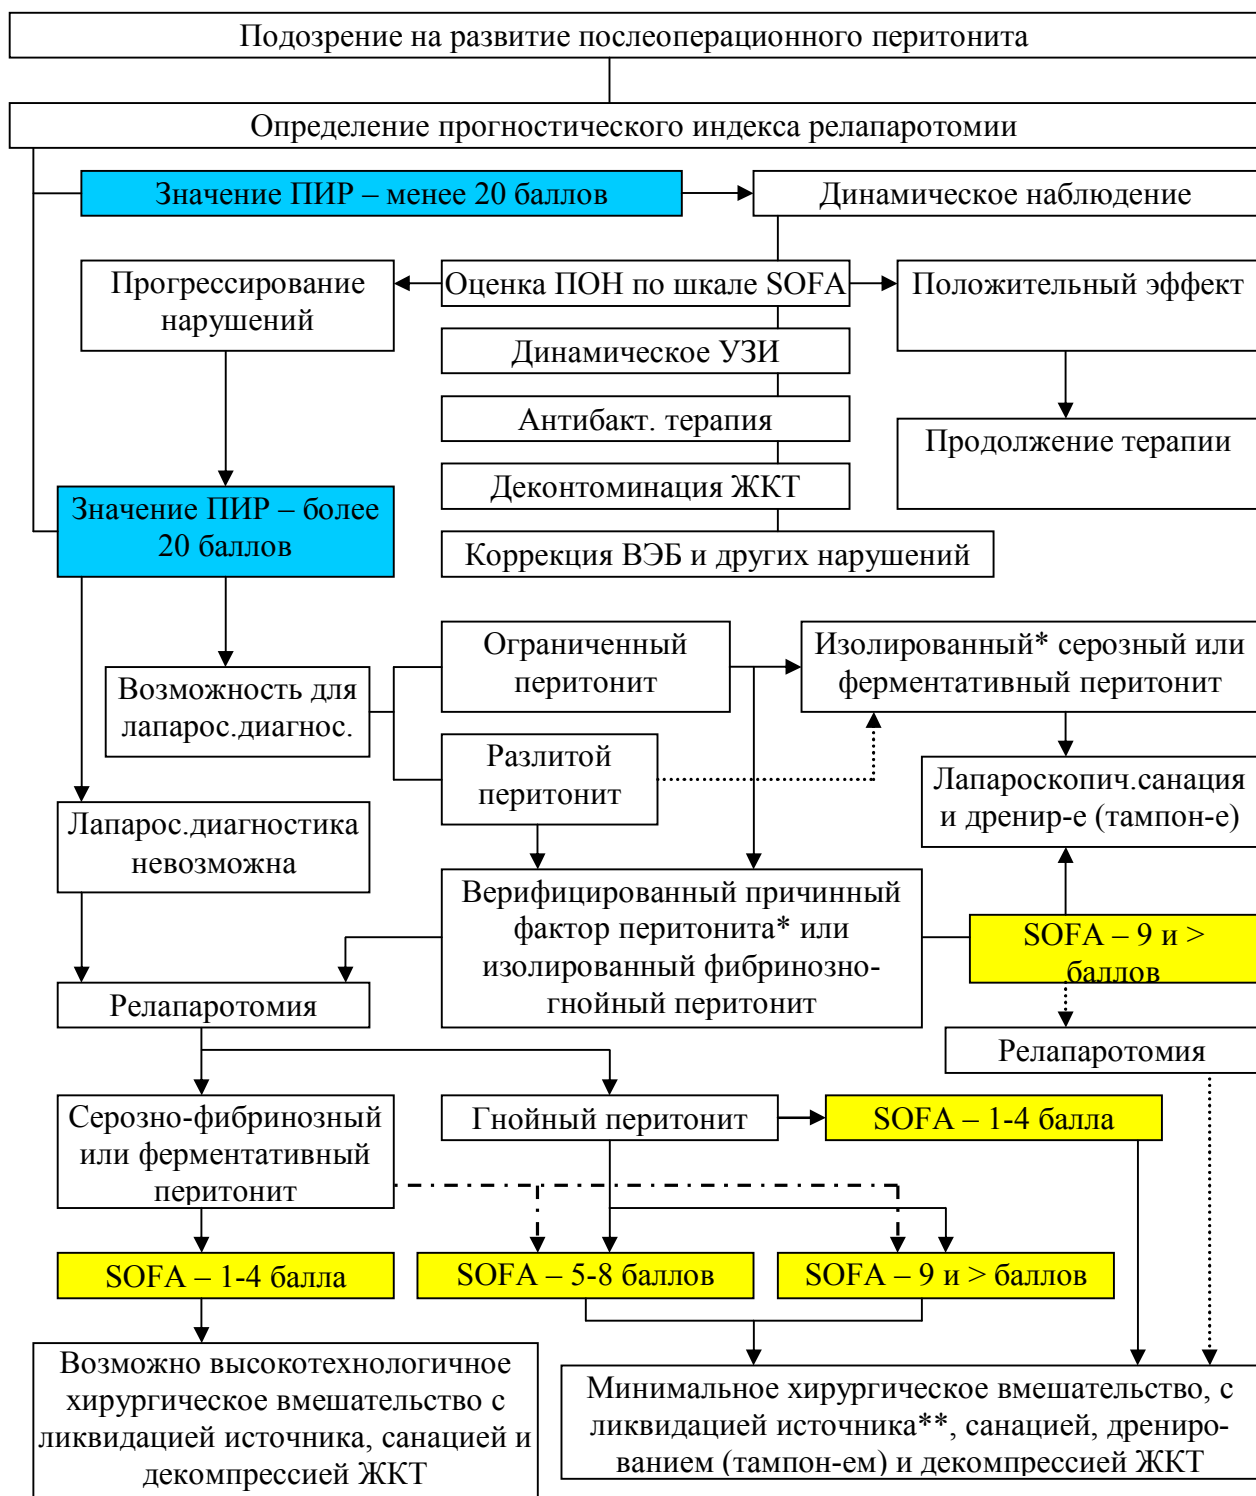 Подозрение на развитие послеоперационного перитонита
Определение прогностического индекса релапаротомии
Значение ПИР – менее 20 баллов
Динамическое наблюдение
Прогрессирование
нарушений
Оценка ПОН по шкале SOFA
Положительный эффект
Динамическое УЗИ
Антибакт. терапия
Продолжение терапии
Деконтоминация ЖКТ
Значение ПИР – более
20 баллов
Коррекция ВЭБ и других нарушений
Ограниченный
перитонит
Изолированный* серозный или
ферментативный перитонит
Возможность для
лапарос.диагнос.
Разлитой
перитонит
Лапароскопич.санация
и дренир-е (тампон-е)
Лапарос.диагностика
невозможна
Верифицированный причинный
фактор перитонита* или
изолированный фибринозно-
гнойный перитонит
SOFA – 9 и >
баллов
Релапаротомия
Релапаротомия
Серозно-фибринозный
или ферментативный
перитонит
Гнойный перитонит
SOFA – 1-4 балла
SOFA – 1-4 балла
SOFA – 5-8 баллов
SOFA – 9 и > баллов
Возможно высокотехнологичное
хирургическое вмешательство с
ликвидацией источника, санацией и
декомпрессией ЖКТ
Минимальное хирургическое вмешательство, с
ликвидацией источника**, санацией, дрениро-
ванием (тампон-ем) и декомпрессией ЖКТ